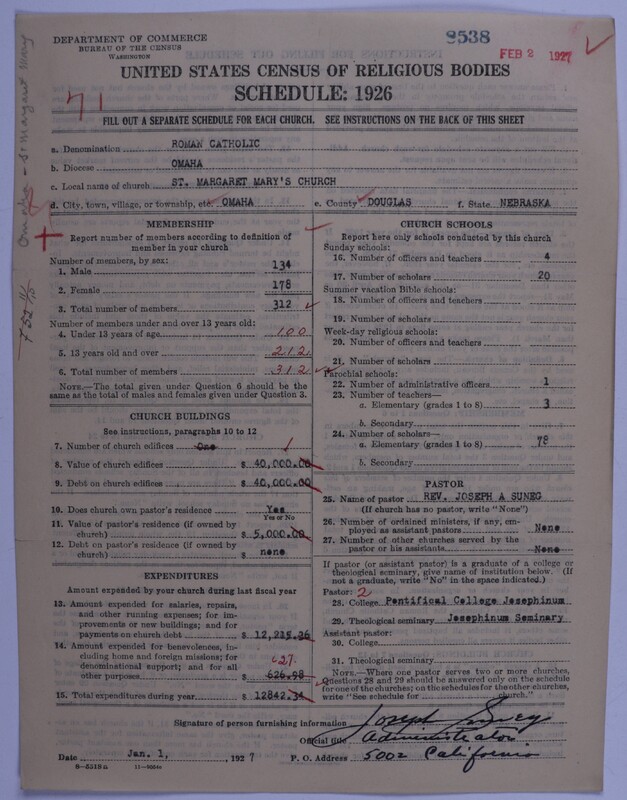 DEPARTMENT OF COMMERCE
BUREAU OF THE CENSUS
WASHINGTON
8538
FEB 2 1927
UNITED STATES CENSUS OF RELIGIOUS BODIES
SCHEDULE: 1926
71
FILL OUT A SEPARATE SCHEDULE FOR EACH CHURCH. SEE INSTRUCTIONS ON THE BACK OF THIS SHEET
Omaha - St Margaret Mary
a. Denomination ROMAN CATHOLIC
b. Diocese OMAHA
c. Local name of church ST. MARGARET MARY'S CHURCH
d. City, town, village, or township, etc. OMAHA e. County DOUGLAS f. State NEBRASKA
MEMBERSHIP
Report number of members according to definition of
member in your church
Number of members, by sex:
1. Male 134
2. Female 178
3. Total number of members 312
Number of members under and over 13 years old:
4. Under 13 years of age 100
5. 13 years old and over 212
6. Total number of members 312
NOTE.—The total given under Question 6 should be the
same as the total of males and females given under Question 3.
CHURCH BUILDINGS
See instructions, paragraphs 10 to 12
7. Number of church edifices One 1
8. Value of church edifices $ 40,000.00
9. Debt on church edifices $ 40,000.00
10. Does church own pastor's residence Yes
Yes or No
11. Value of pastor's residence (if owned by
church) $ 5,000.00
12. Debt on pastor's residence (if owned by
church) $ none
EXPENDITURES
Amount expended by your church during last fiscal year
13. Amount expended for salaries, repairs,
and other running expenses; for im-
provements or new buildings; and for
payments on church debt $ 12,215.36
14. Amount expended for benevolences, in-
cluding home and foreign missions; for
denominational support; and for all
other purposes $ 626.98
627.
15. Total expenditures during year $ 12842.34
CHURCH SCHOOLS
Report here only schools conducted by this church
Sunday schools:
16. Number of officers and teachers 4
17. Number of scholars 20
Summer vacation Bible schools:
18. Number of officers and teachers
19. Number of scholars
Week-day religious schools:
20. Number of officers and teachers
21. Number of scholars
Parochial schools:
22. Number of administrative officers 1
23. Number of teachers—
a. Elementary (grades 1 to 8) 3
b. Secondary
24. Number of scholars—
a. Elementary (grades 1 to 8) 78
b. Secondary
PASTOR
25. Name of pastor REV. JOSEPH A SUNEG
(If church has no pastor, write "None")
26. Number of ordained ministers, if any, em-
ployed as assistant pastors None
27. Number of other churches served by the
pastor or his assistants None
If pastor (or assistant pastor) is a graduate of a college or
theological seminary, give name of institution below. (If
not a graduate, write "No" in the space indicated.)
Pastor: 2
28. College Pontifical College Josephinum
29. Theological seminary Josephinum Seminary
Assistant pastor:
30. College
31. Theological seminary
NOTE.—Where one pastor serves two or more churches,
Questions 28 and 29 should be answered only on the schedule
for one of the churches; on the schedules for the other churches,
write "See schedule for church."
Signature of person furnishing information Joseph Suneg
Official title Administrator
Date Jan. 1, 1927 P. O. Address 5002 California
8—5319a 11—9054c